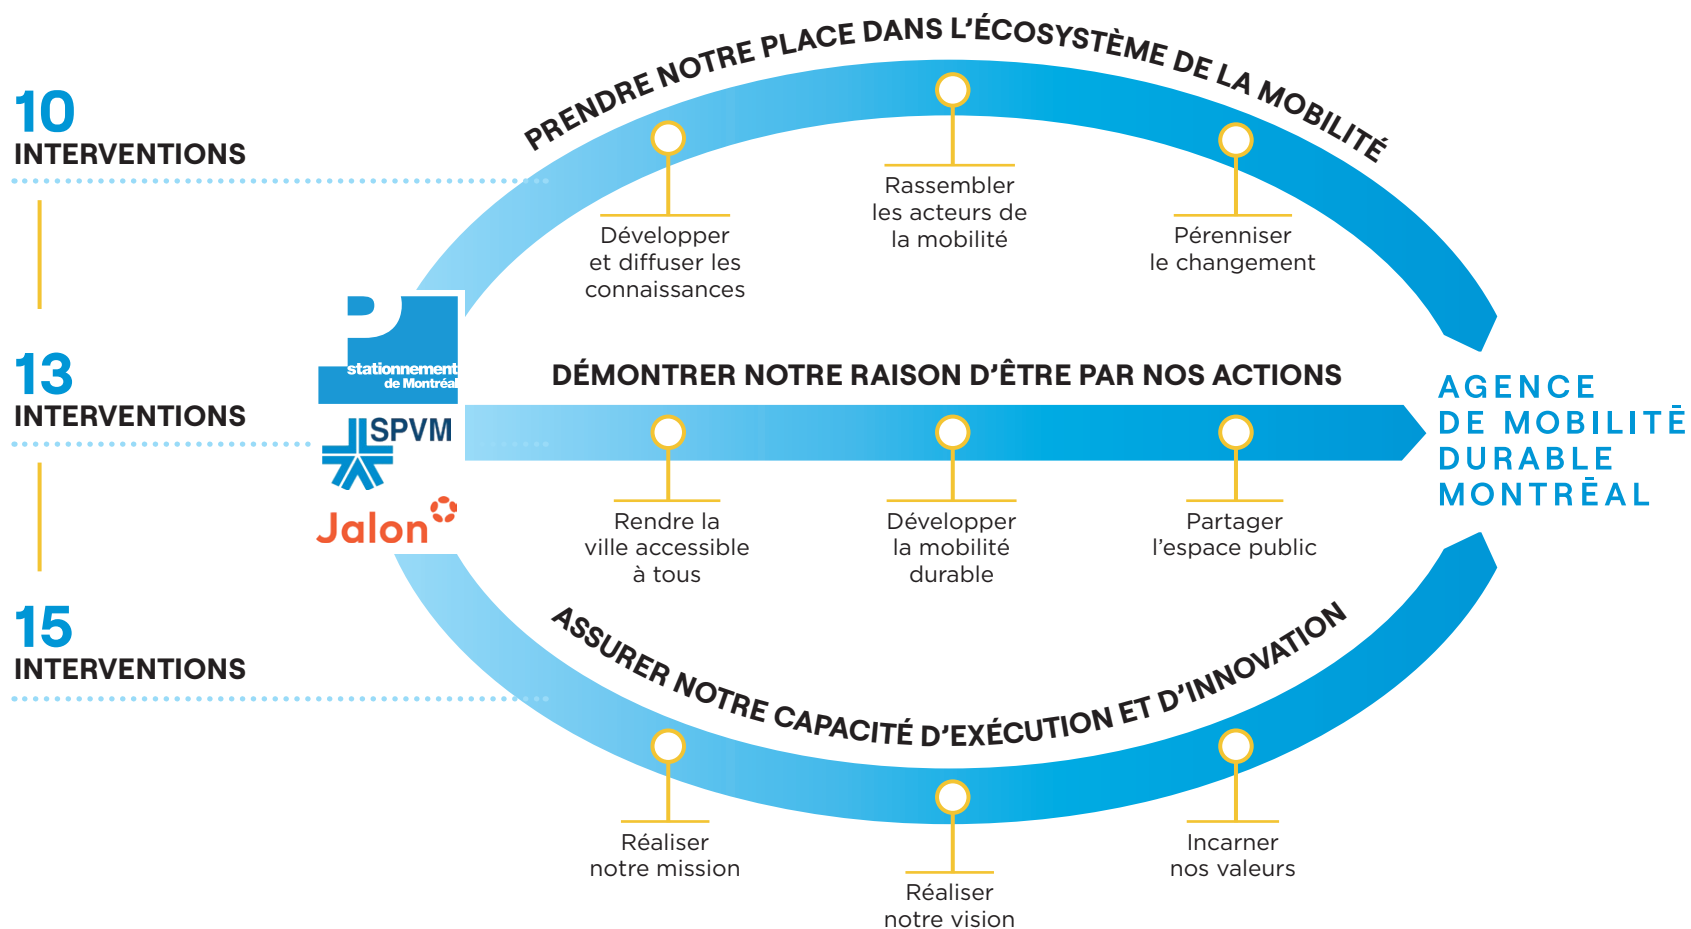 PRENDRE NOTRE PLACE DANS L'ÉCOSYSTÈME DE LA MOBILITÉ
10
INTERVENTIONS
Développer
et diffuser les
connaissances
Rassembler
les acteurs de
la mobilité
Pérenniser
le changement
stationnement
de Montréal
SPVM
Jalon
13
INTERVENTIONS
DÉMONTRER NOTRE RAISON D'ÊTRE PAR NOS ACTIONS
Rendre la
ville accessible
à tous
Développer
la mobilité
durable
Partager
l'espace public
AGENCE
DE MOBILITÉ
DURABLE
MONTRÉAL
15
INTERVENTIONS
ASSURER NOTRE CAPACITÉ D'EXÉCUTION ET D'INNOVATION
Réaliser
notre mission
Réaliser
notre vision
Incarner
nos valeurs